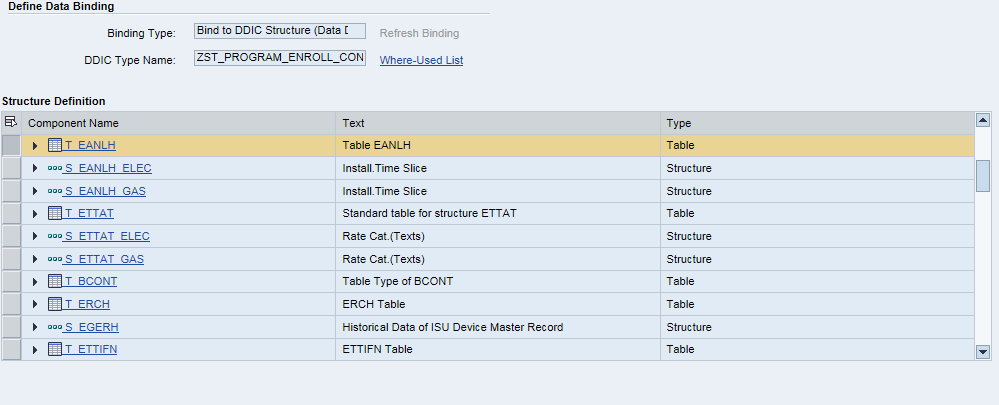 Define Data Binding
Binding Type: Bind to DDIC Structure (Data D Refresh Binding
DDIC Type Name: ZST_PROGRAM_ENROLL_CON Where-Used List
Structure Definition
Component Name Text Type
T_EANLH Table EANLH Table
S_EANLH_ELEC Install.Time Slice Structure
S_EANLH_GAS Install.Time Slice Structure
T_ETTAT Standard table for structure ETTAT Table
S_ETTAT_ELEC Rate Cat.(Texts) Structure
S_ETTAT_GAS Rate Cat.(Texts) Structure
T_BCONT Table Type of BCONT Table
T_ERCH ERCH Table Table
S_EGERH Historical Data of ISU Device Master Record Structure
T_ETTIFN ETTIFN Table Table